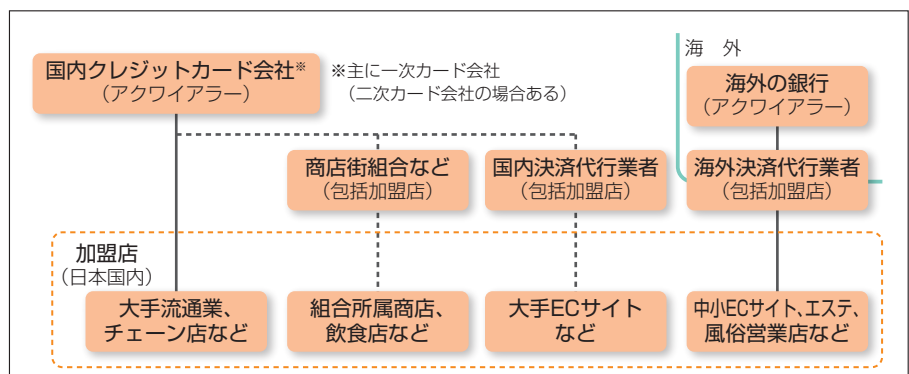 国内クレジットカード会社※
（アクワイアラー）
※主に一次カード会社
（二次カード会社の場合ある）
海 外
海外の銀行
（アクワイアラー）
商店街組合など
（包括加盟店）
国内決済代行業者
（包括加盟店）
海外決済代行業者
（包括加盟店）
加盟店
（日本国内）
大手流通業、
チェーン店など
組合所属商店、
飲食店など
大手ECサイト
など
中小ECサイト、エステ、
風俗営業店など